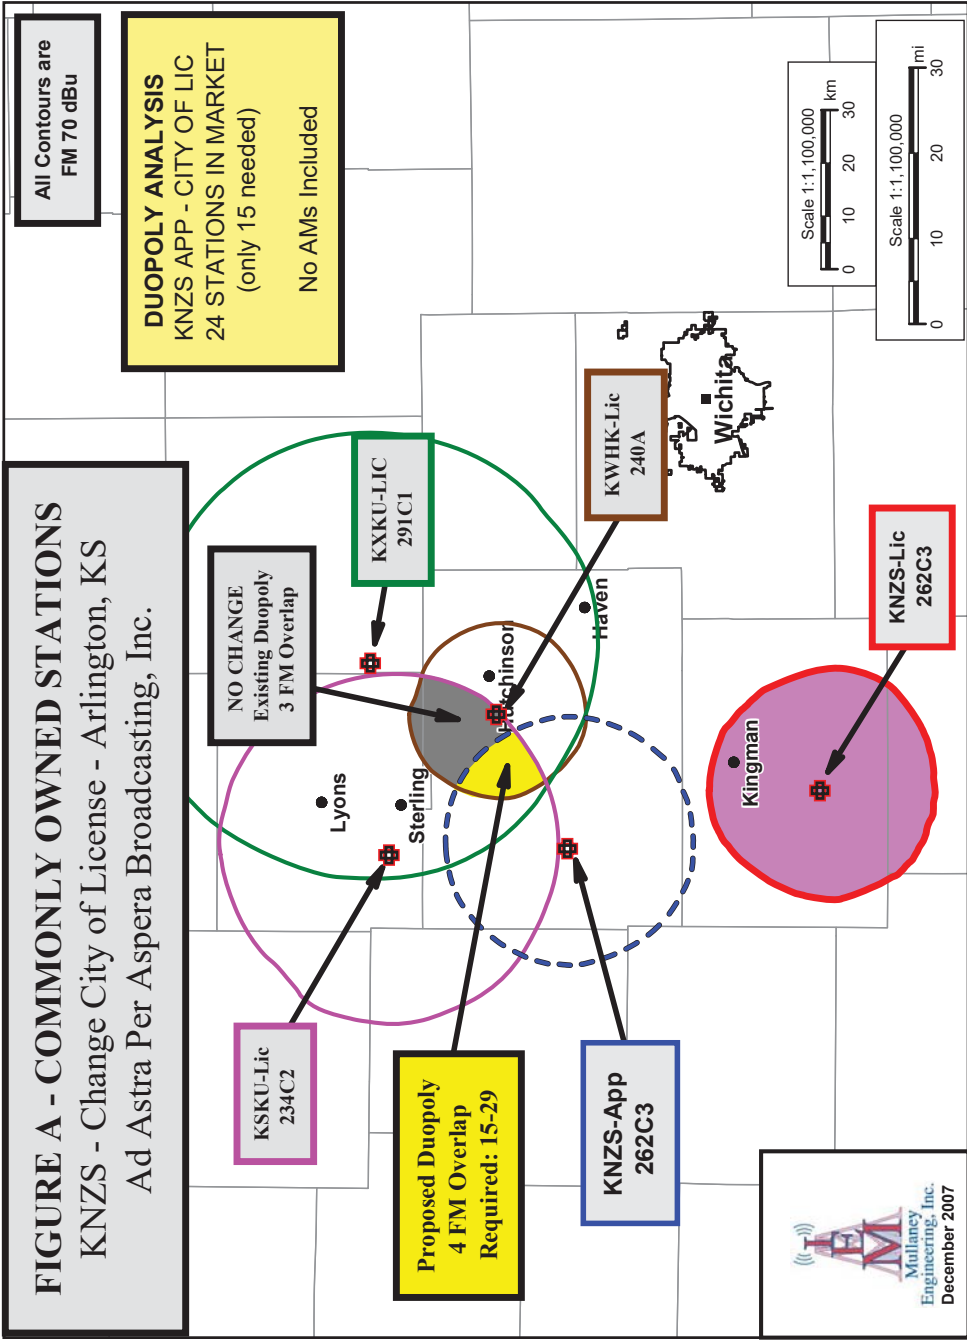 FIGURE A - COMMONLY OWNED STATIONS
KNZS - Change City of License - Arlington, KS
Ad Astra Per Aspera Broadcasting, Inc.
All Contours are
FM 70 dBu
DUOPOLY ANALYSIS
KNZS APP - CITY OF LIC
24 STATIONS IN MARKET
(only 15 needed)
No AMs Included
NO CHANGE
Existing Duopoly
3 FM Overlap
KXKU-LIC
291C1
KSKU-Lic
234C2
Lyons
Sterling
Hutchinson
Haven
KWHK-Lic
240A
Wichita
Proposed Duopoly
4 FM Overlap
Required: 15-29
KNZS-App
262C3
Kingman
KNZS-Lic
262C3
Scale 1:1,100,000
km
0 10 20 30
Scale 1:1,100,000
mi
0 10 20 30
EM
Mullaney
Engineering, Inc.
December 2007